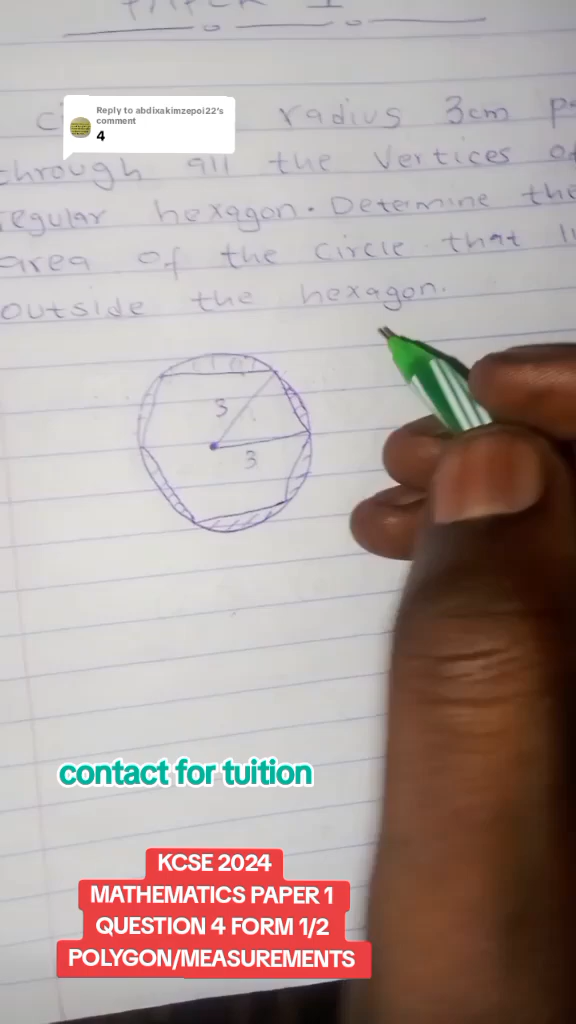 Reply to abdixakimzepoi22's
comment
4
radius 3cm
through all the vertices of
regular hexagon. Determine the
area of the circle that
outside the hexagon.
3
3
contact for tuition
KCSE 2024
MATHEMATICS PAPER 1
QUESTION 4 FORM 1/2
POLYGON/MEASUREMENTS